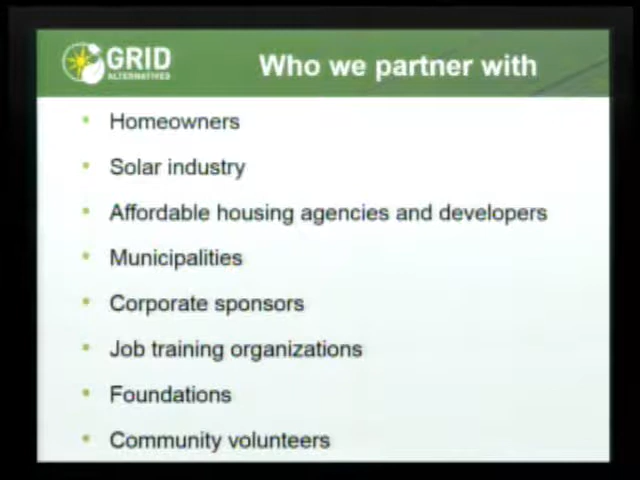 GRID
ALTERNATIVES
Who we partner with
Homeowners
Solar industry
Affordable housing agencies and developers
Municipalities
Corporate sponsors
Job training organizations
Foundations
Community volunteers